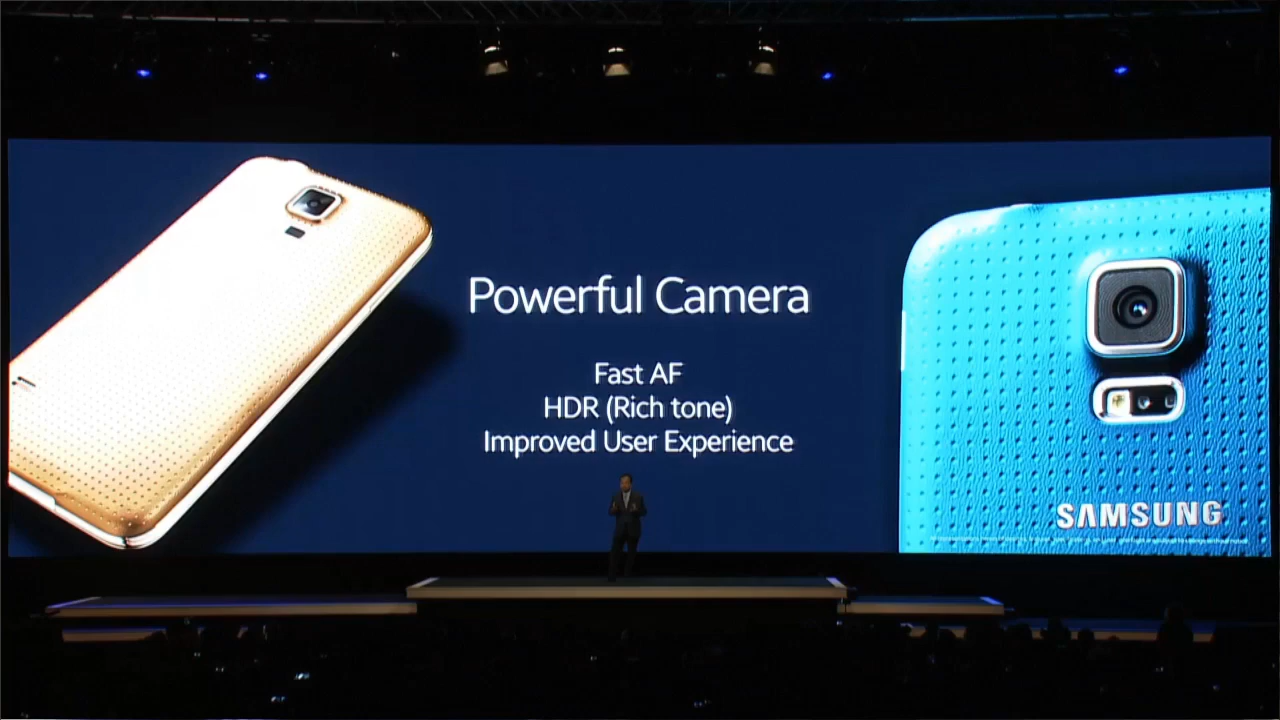 Powerful Camera
Fast AF
HDR (Rich tone)
Improved User Experience
SAMSUNG